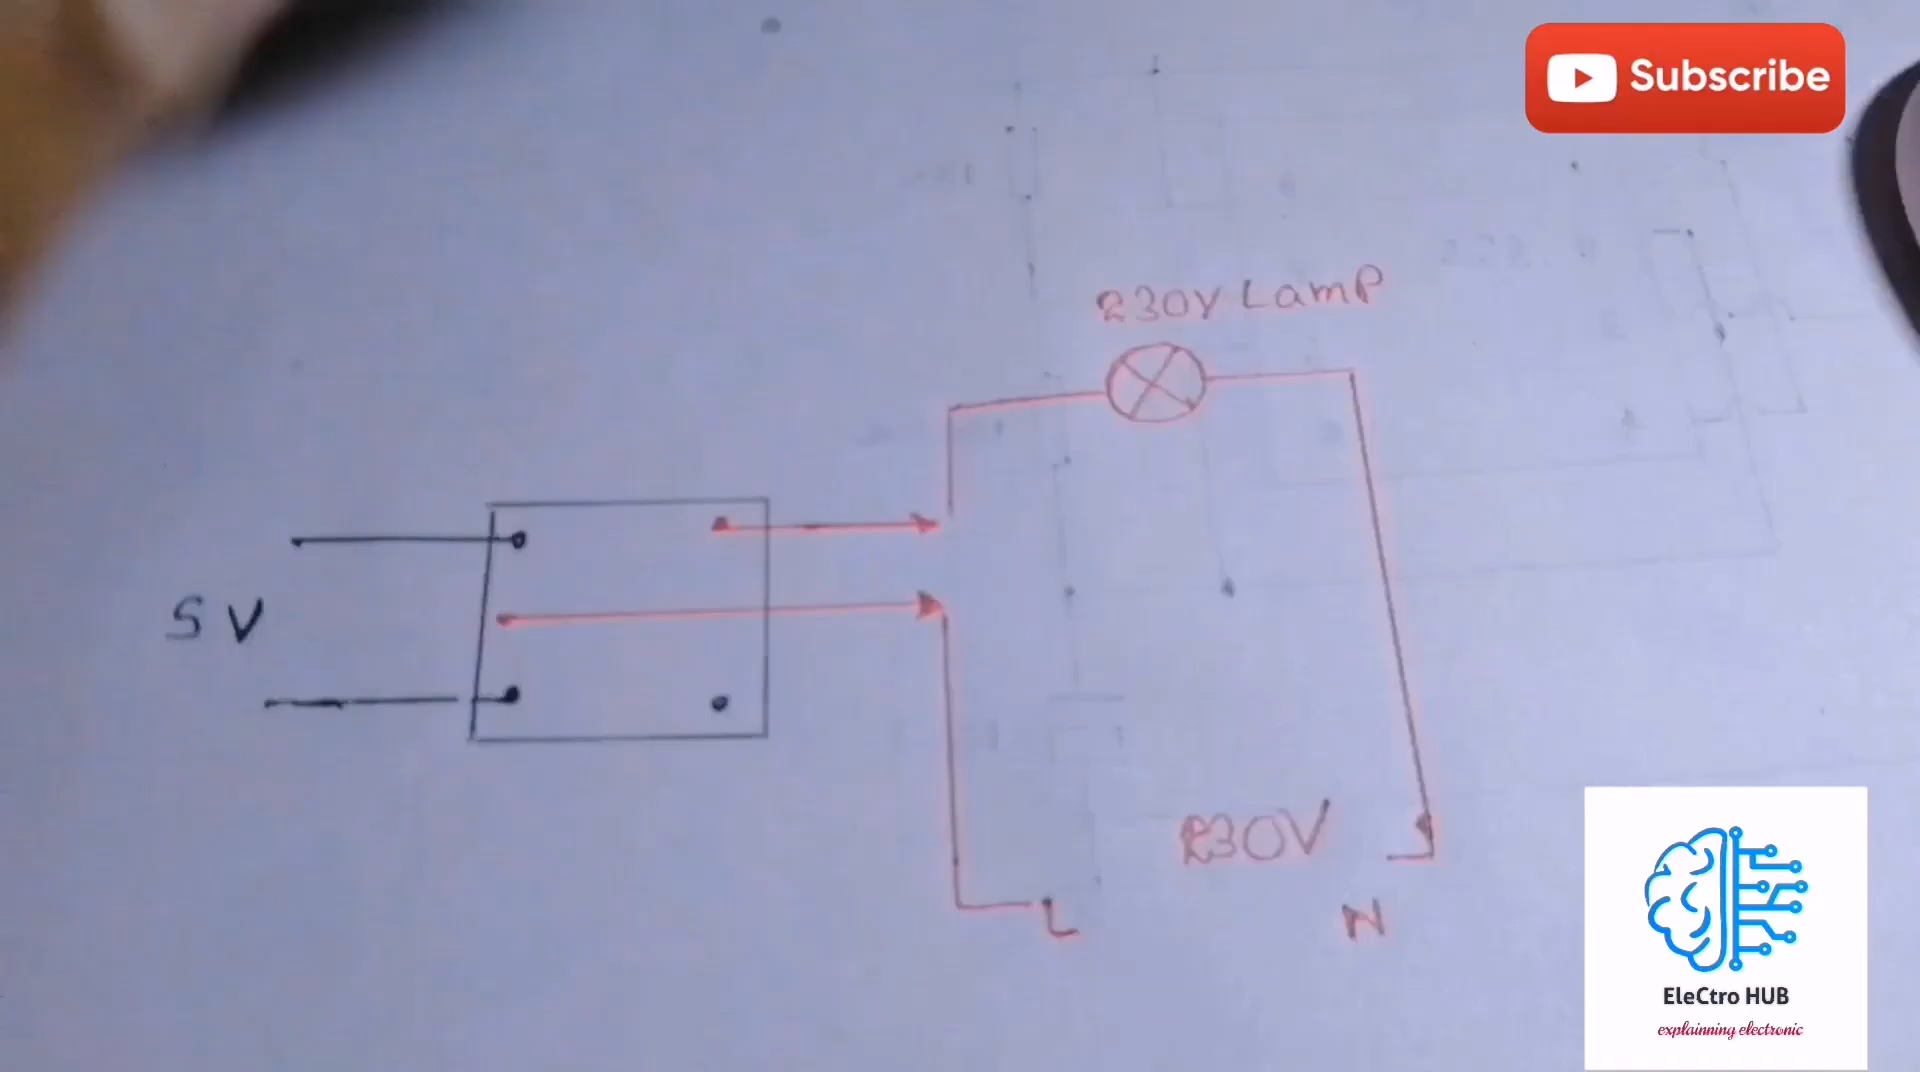 Subscribe
230V Lamp
5V
230V
L
N
EleCtro HUB
explainning electronic